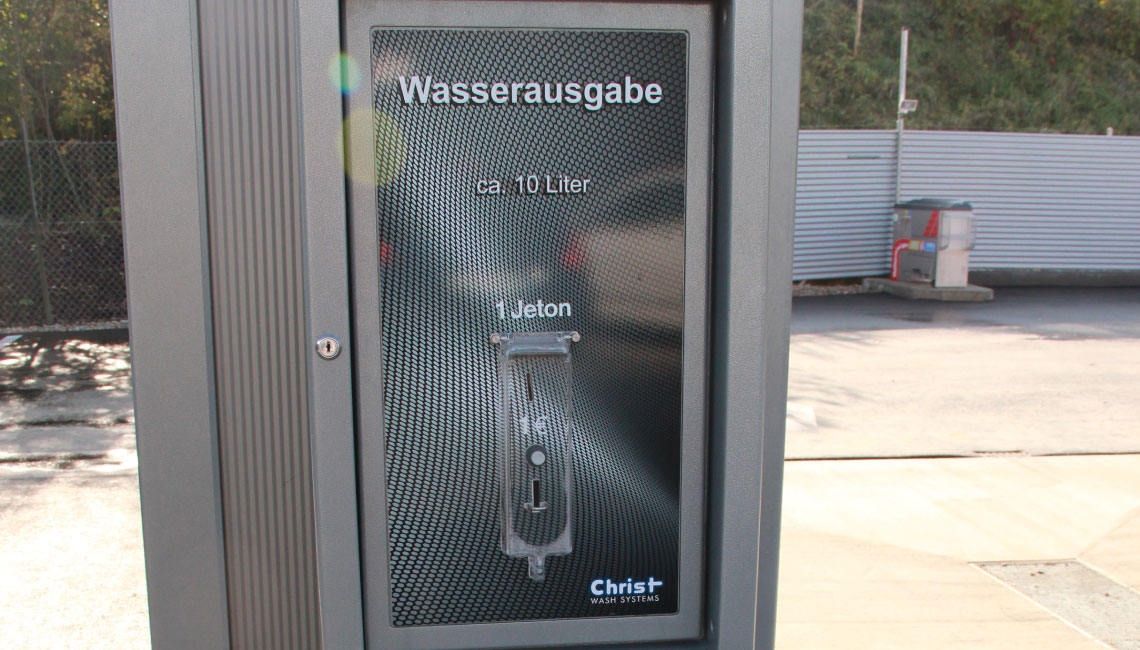 Wasserausgabe
ca. 10 Liter
1 Jeton
1 €
Christ
WASH SYSTEMS